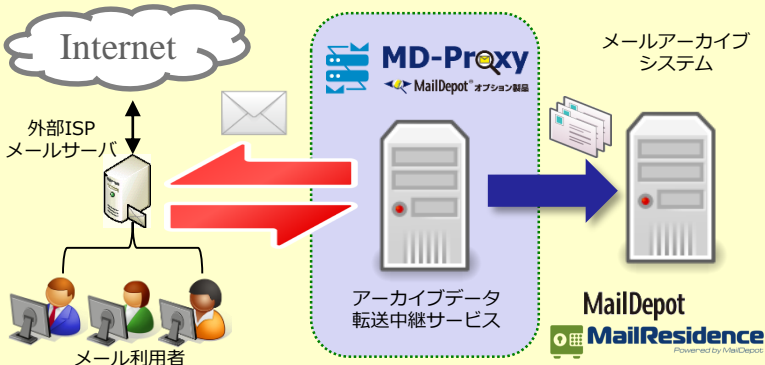 Internet
外部ISP
メールサーバ
メール利用者
MD-Proxy
MailDepot® オプション製品
アーカイブデータ
転送中継サービス
メールアーカイブ
システム
MailDepot
MailResidence
Powered by MailDepot